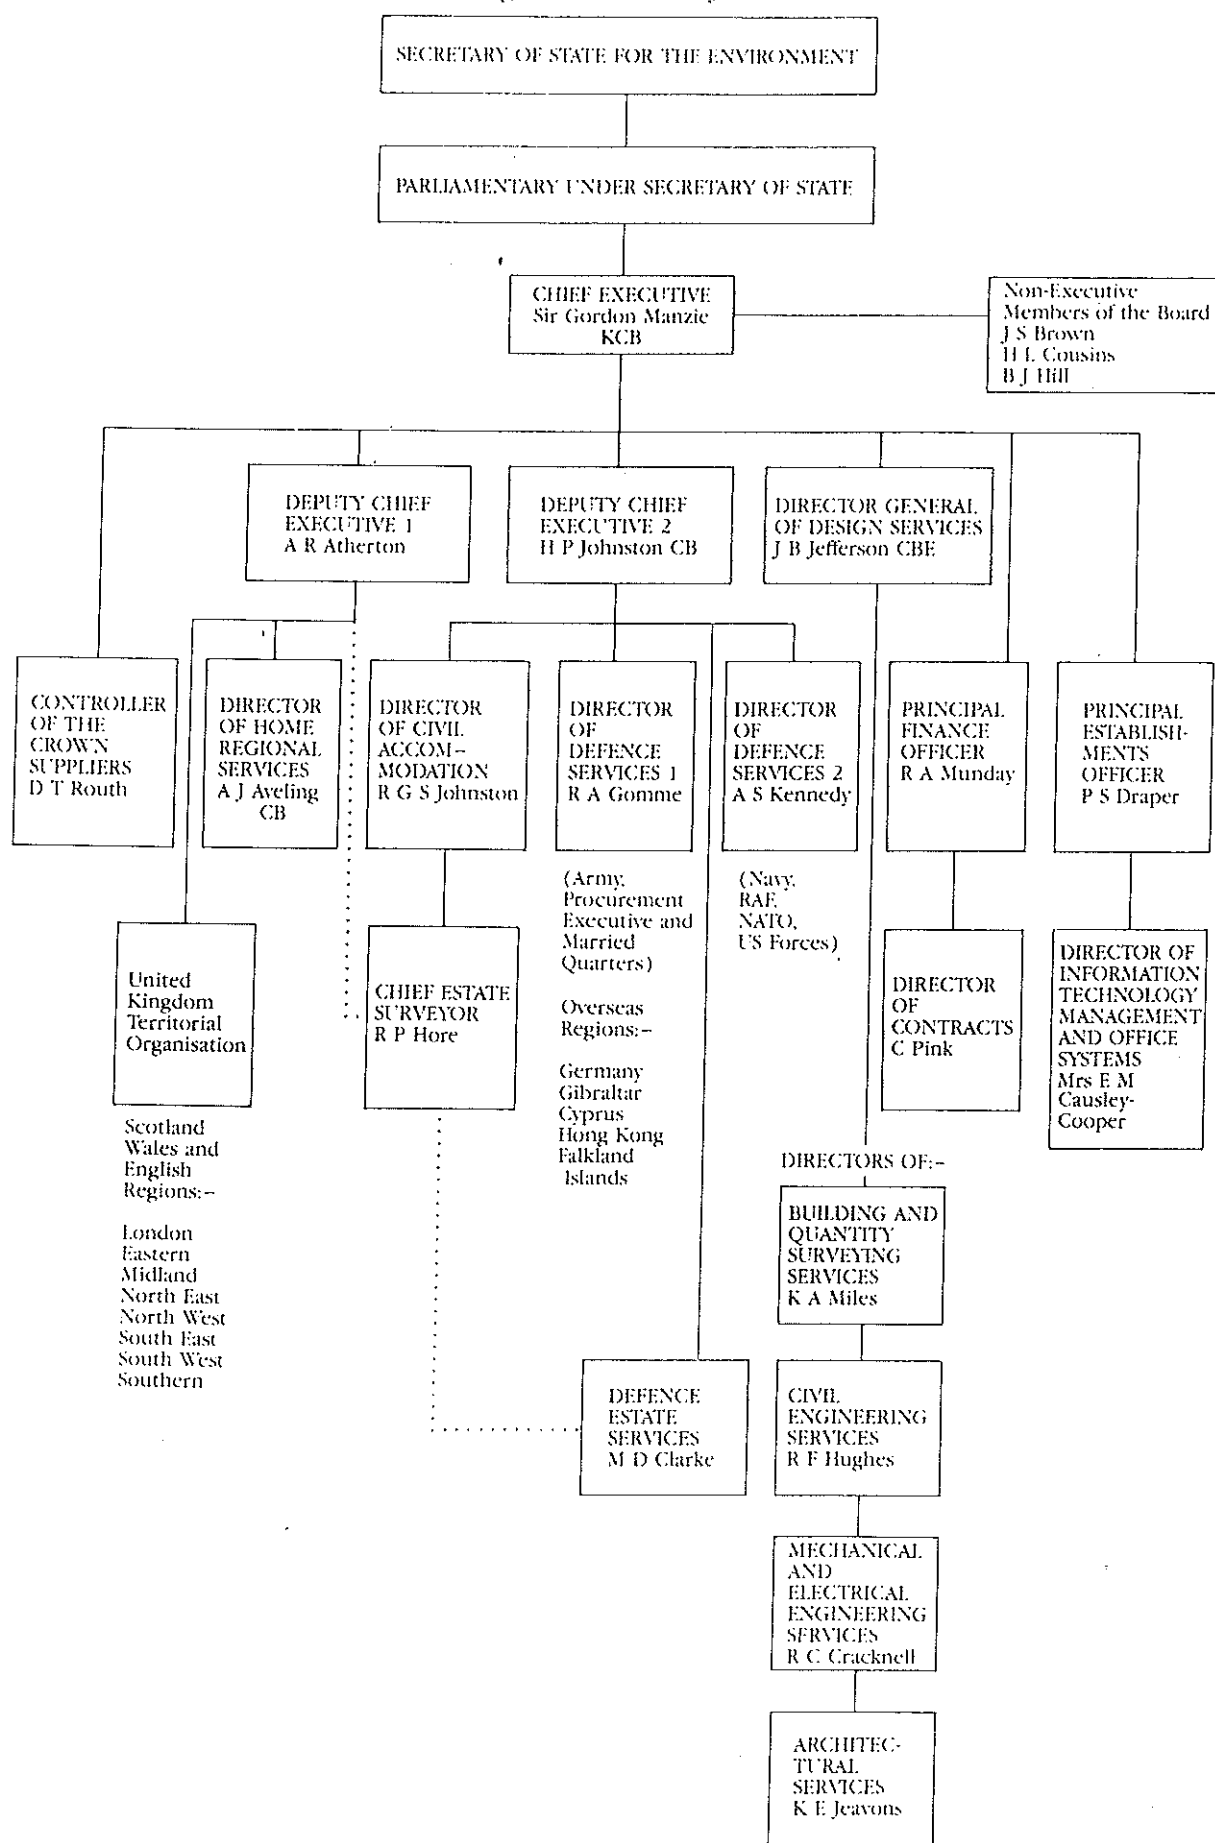 SECRETARY OF STATE FOR THE ENVIRONMENT
PARLIAMENTARY UNDER SECRETARY OF STATE
CHIEF EXECUTIVE
Sir Gordon Manzie
KCB
Non-Executive
Members of the Board
J S Brown
H L Cousins
B J Hill
DEPUTY CHIEF
EXECUTIVE 1
A R Atherton
DEPUTY CHIEF
EXECUTIVE 2
H P Johnston CB
DIRECTOR GENERAL
OF DESIGN SERVICES
J B Jefferson CBE
CONTROLLER
OF THE
CROWN
SUPPLIERS
D T Routh
DIRECTOR
OF HOME
REGIONAL
SERVICES
A J Aveling
CB
DIRECTOR
OF CIVIL
ACCOM–
MODATION
R G S Johnston
DIRECTOR
OF
DEFENCE
SERVICES 1
R A Gomme
DIRECTOR
OF
DEFENCE
SERVICES 2
A S Kennedy
PRINCIPAL
FINANCE
OFFICER
R A Munday
PRINCIPAL
ESTABLISH-
MENTS
OFFICER
P S Draper
United
Kingdom
Territorial
Organisation
Scotland
Wales and
English
Regions:–
London
Eastern
Midland
North East
North West
South East
South West
Southern
CHIEF ESTATE
SURVEYOR
R P Hore
(Army,
Procurement
Executive and
Married
Quarters)
Overseas
Regions:–
Germany
Gibraltar
Cyprus
Hong Kong
Falkland
Islands
(Navy,
RAF,
NATO,
US Forces)
DIRECTOR
OF
CONTRACTS
C Pink
DIRECTOR OF
INFORMATION
TECHNOLOGY
MANAGEMENT
AND OFFICE
SYSTEMS
Mrs E M
Causley-
Cooper
DIRECTORS OF:–
BUILDING AND
QUANTITY
SURVEYING
SERVICES
K A Miles
DEFENCE
ESTATE
SERVICES
M D Clarke
CIVIL
ENGINEERING
SERVICES
R F Hughes
MECHANICAL
AND
ELECTRICAL
ENGINEERING
SERVICES
R C Cracknell
ARCHITEC-
TURAL
SERVICES
K E Jeavons